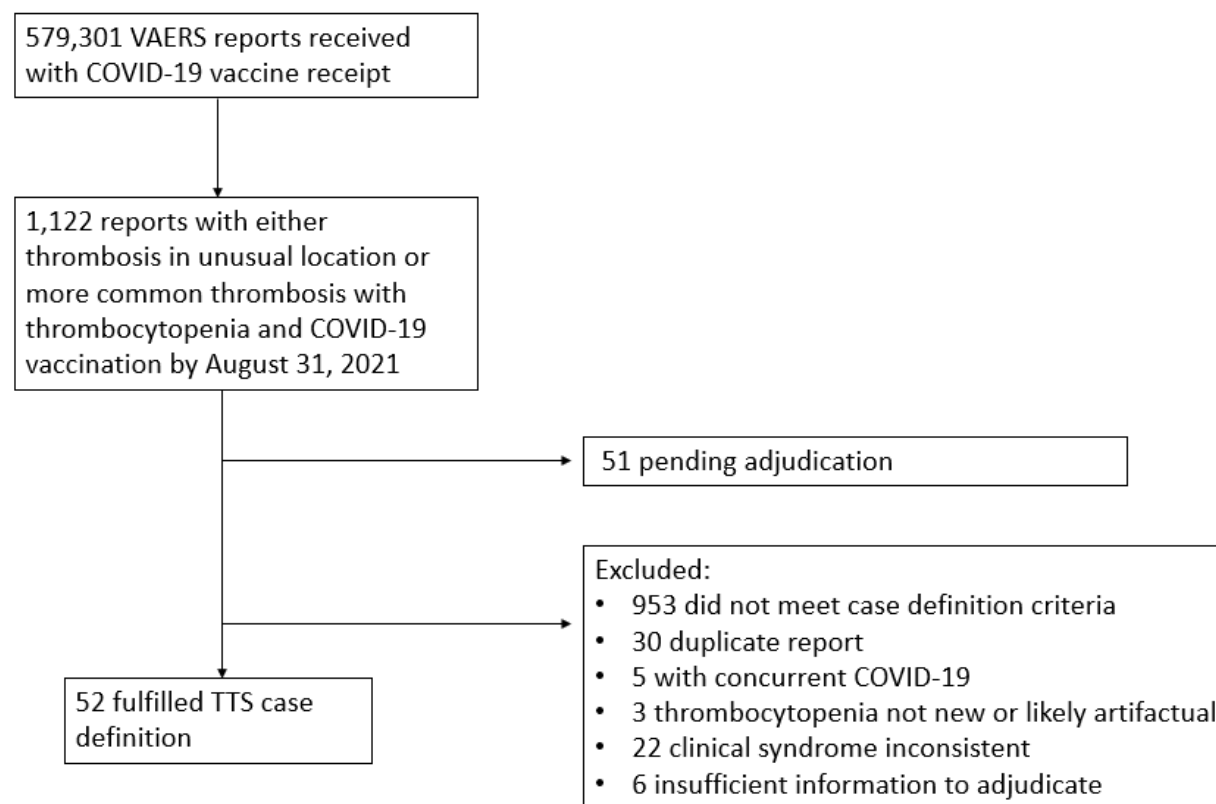 579,301 VAERS reports received
with COVID-19 vaccine receipt
1,122 reports with either
thrombosis in unusual location or
more common thrombosis with
thrombocytopenia and COVID-19
vaccination by August 31, 2021
51 pending adjudication
Excluded:
• 953 did not meet case definition criteria
• 30 duplicate report
• 5 with concurrent COVID-19
• 3 thrombocytopenia not new or likely artifactual
• 22 clinical syndrome inconsistent
• 6 insufficient information to adjudicate
52 fulfilled TTS case
definition